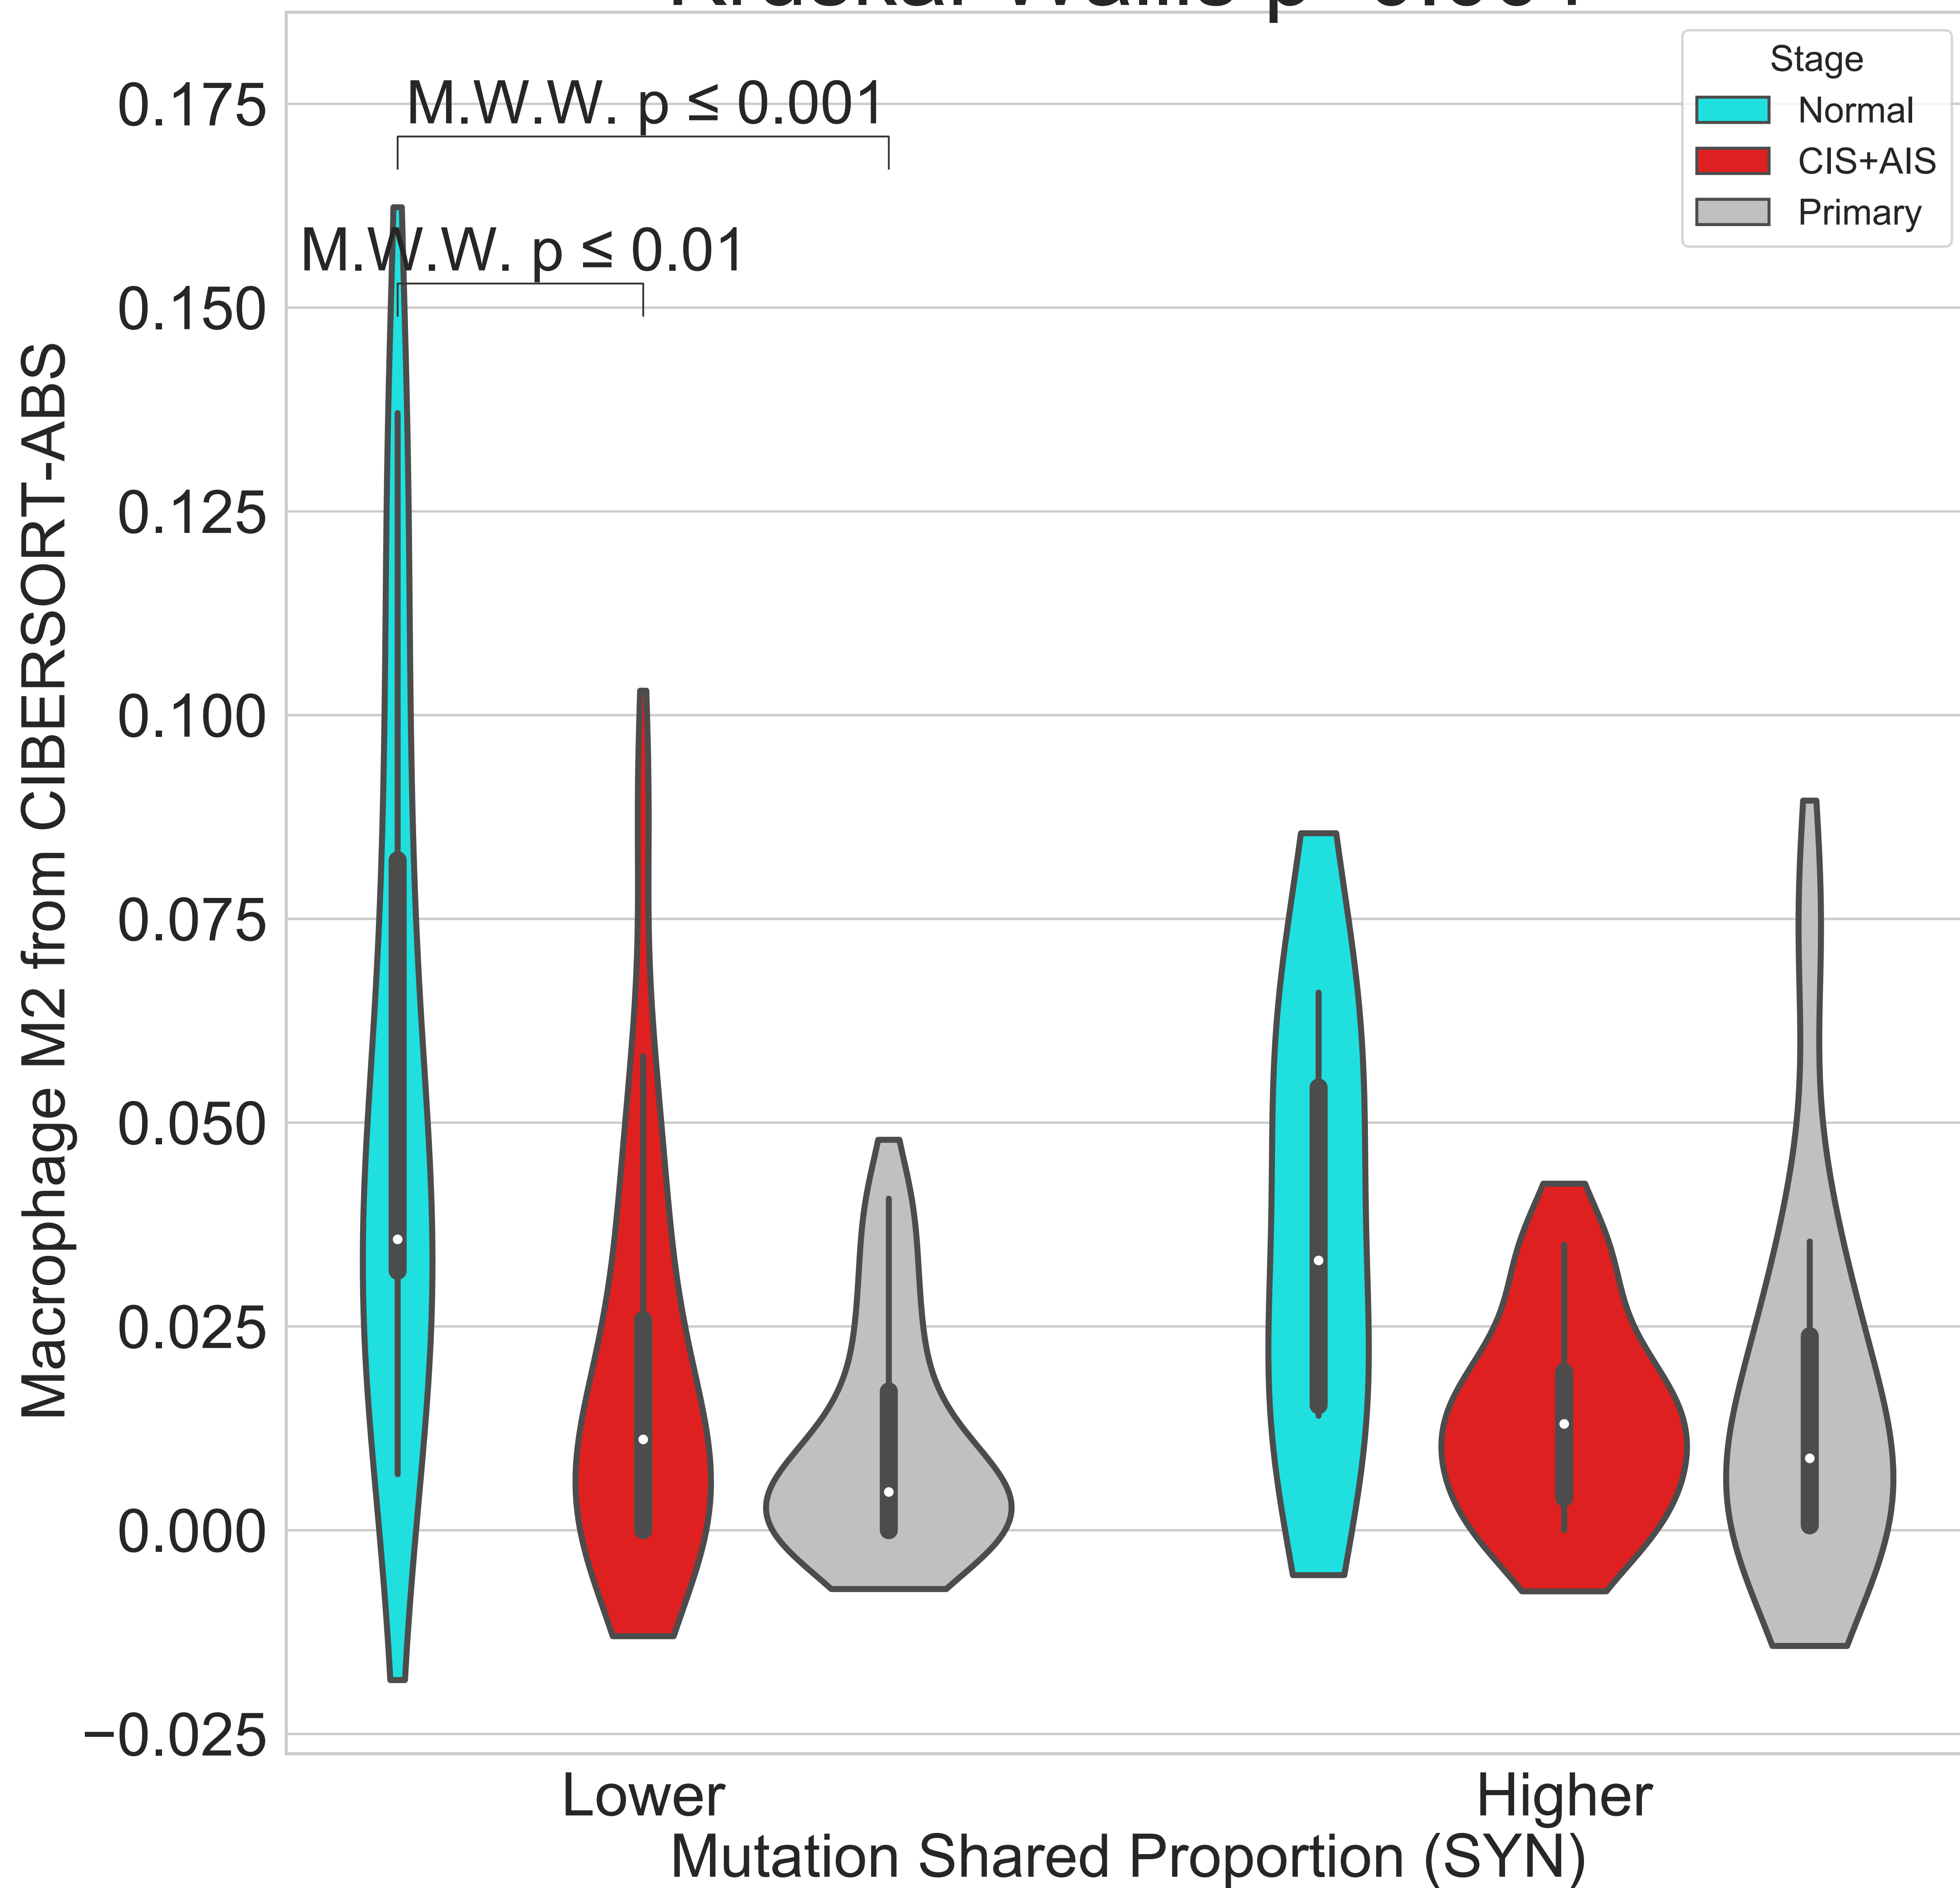 Stage
Normal
CIS+AIS
Primary
M.W.W. p ≤ 0.001
M.W.W. p ≤ 0.01
Macrophage M2 from CIBERSORT-ABS
0.175
0.150
0.125
0.100
0.075
0.050
0.025
0.000
−0.025
Lower
Higher
Mutation Shared Proportion (SYN)